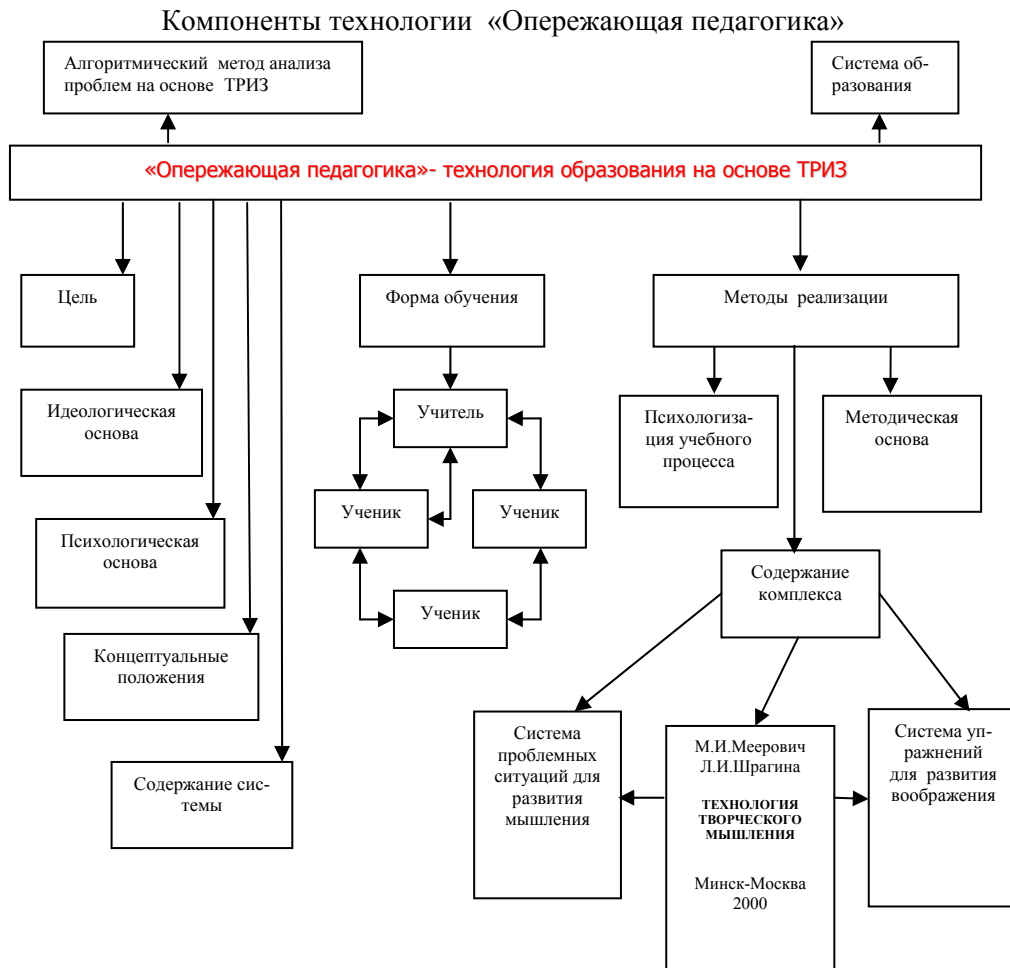 Компоненты технологии «Опережающая педагогика»
Алгоритмический метод анализа
проблем на основе ТРИЗ
Система об-
разования
«Опережающая педагогика»- технология образования на основе ТРИЗ
Цель
Форма обучения
Методы реализации
Идеологическая
основа
Учитель
Психологиза-
ция учебного
процесса
Методическая
основа
Ученик
Ученик
Психологическая
основа
Содержание
комплекса
Ученик
Концептуальные
положения
Система
проблемных
ситуаций для
развития
мышления
М.И.Меерович
Л.И.Шрагина
ТЕХНОЛОГИЯ
ТВОРЧЕСКОГО
МЫШЛЕНИЯ
Минск-Москва
2000
Система уп-
ражнений
для развития
воображения
Содержание сис-
темы